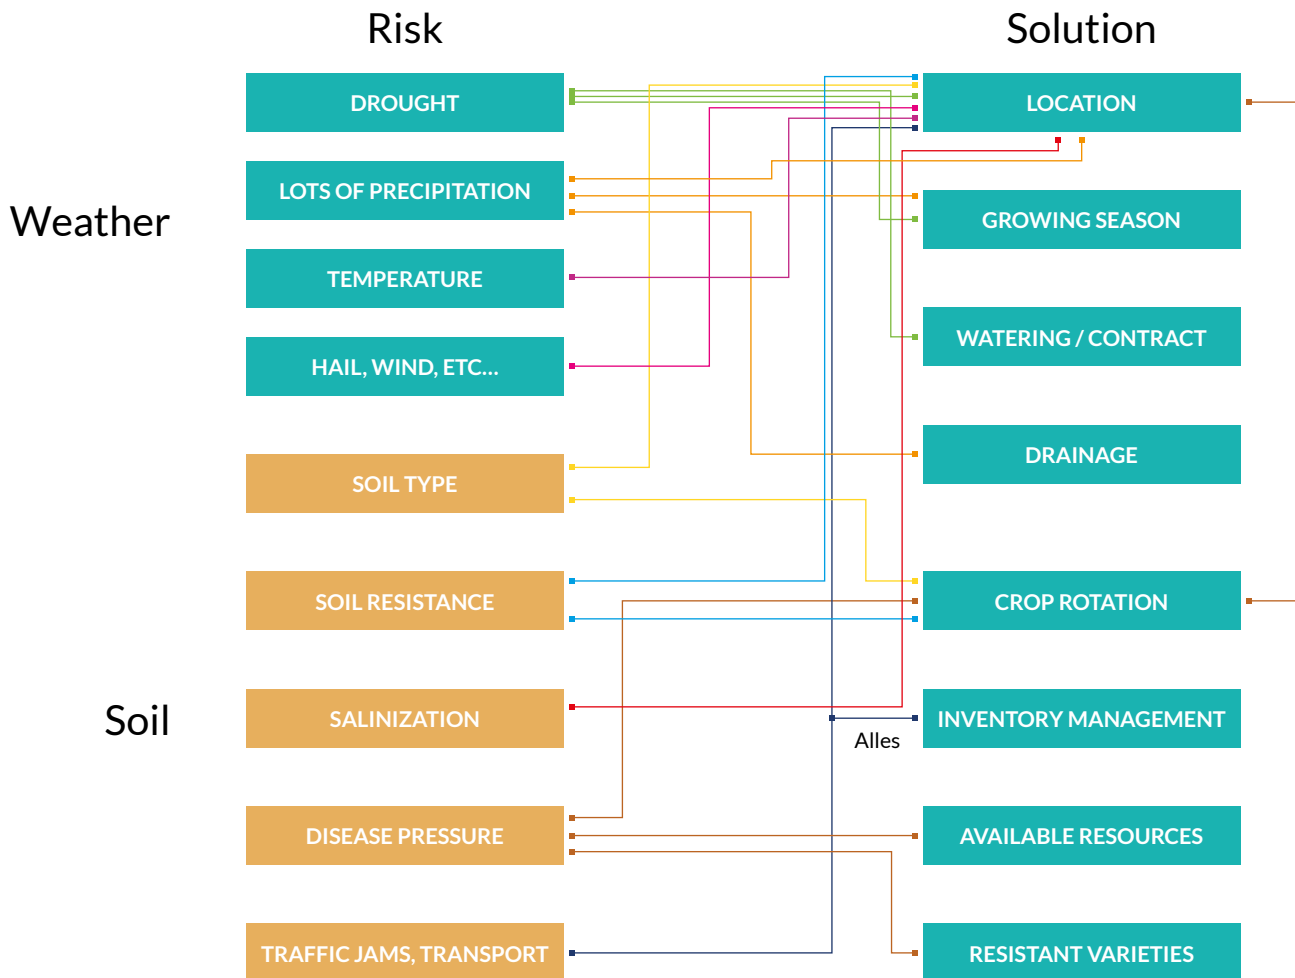 Risk
Solution
DROUGHT
LOCATION
LOTS OF PRECIPITATION
Weather
GROWING SEASON
TEMPERATURE
WATERING / CONTRACT
HAIL, WIND, ETC...
DRAINAGE
SOIL TYPE
SOIL RESISTANCE
CROP ROTATION
Soil
SALINIZATION
INVENTORY MANAGEMENT
Alles
DISEASE PRESSURE
AVAILABLE RESOURCES
TRAFFIC JAMS, TRANSPORT
RESISTANT VARIETIES